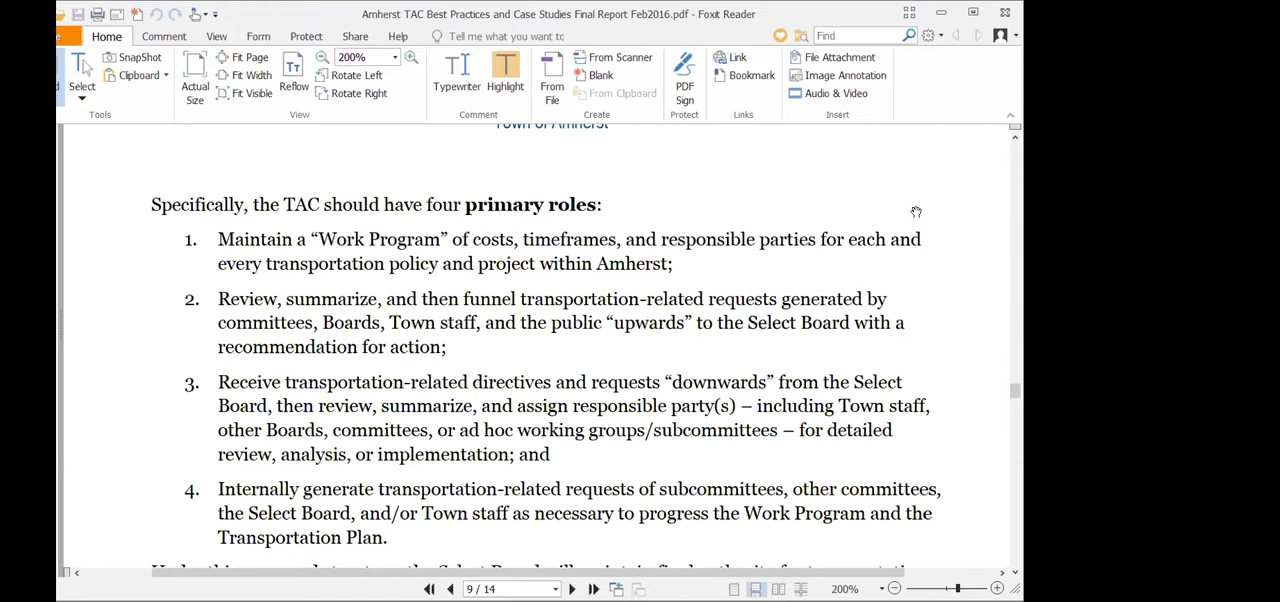 Amherst TAC Best Practices and Case Studies Final Report Feb2016.pdf - Foxit Reader
Home Comment View Form Protect Share Help Tell me what you want to Find
SnapShot
Clipboard
Select
Tools
Actual
Size
Fit Page
Fit Width
Fit Visible
Reflow
200%
Rotate Left
Rotate Right
View
Typewriter Highlight
Comment
From
File
From Scanner
Blank
From Clipboard
Create
PDF
Sign
Protect
Link
Bookmark
Links
File Attachment
Image Annotation
Audio & Video
Insert
Town of Amherst
Specifically, the TAC should have four primary roles:
1. Maintain a “Work Program” of costs, timeframes, and responsible parties for each and
every transportation policy and project within Amherst;
2. Review, summarize, and then funnel transportation-related requests generated by
committees, Boards, Town staff, and the public “upwards” to the Select Board with a
recommendation for action;
3. Receive transportation-related directives and requests “downwards” from the Select
Board, then review, summarize, and assign responsible party(s) – including Town staff,
other Boards, committees, or ad hoc working groups/subcommittees – for detailed
review, analysis, or implementation; and
4. Internally generate transportation-related requests of subcommittees, other committees,
the Select Board, and/or Town staff as necessary to progress the Work Program and the
Transportation Plan.
9 / 14
200%